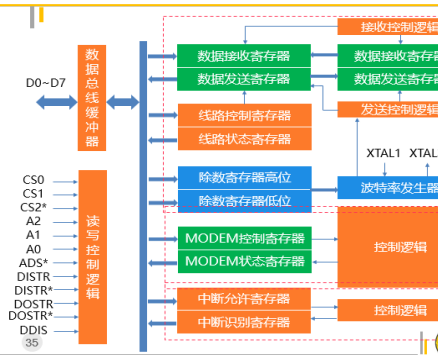 接收控制逻辑
数据总线缓冲器
数据接收寄存器
数据接收寄存
D0~D7
数据发送寄存器
数据发送寄存
线路控制寄存器
发送控制逻辑
线路状态寄存器
XTAL1
XTAL
除数寄存器高位
波特率发生器
除数寄存器低位
读写控制逻辑
CS0
CS1
CS2*
A2
A1
A0
ADS*
DISTR
DISTR*
DOSTR
DOSTR*
DDIS
MODEM控制寄存器
控制逻辑
MODEM状态寄存器
中断允许寄存器
控制逻辑
中断识别寄存器
35